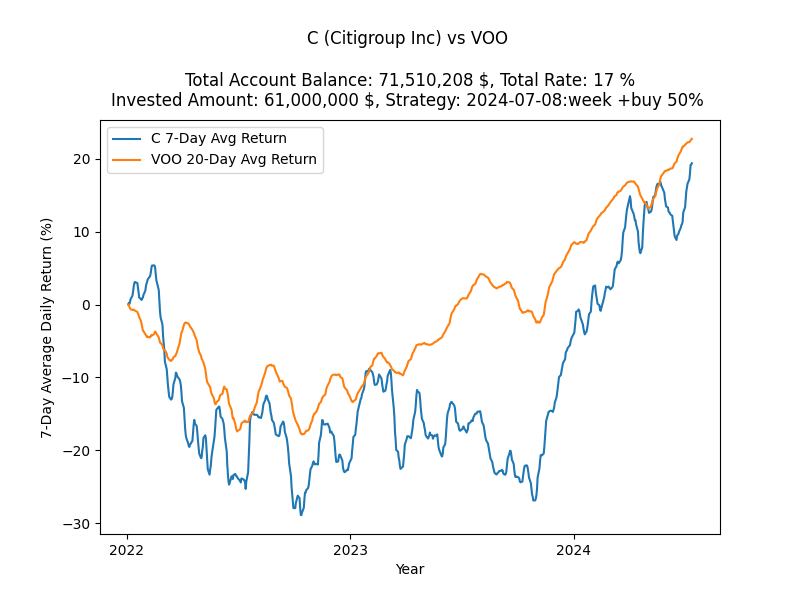 C (Citigroup Inc) vs VOO
Total Account Balance: 71,510,208 $, Total Rate: 17 %
Invested Amount: 61,000,000 $, Strategy: 2024-07-08:week +buy 50%
C 7-Day Avg Return
VOO 20-Day Avg Return
7-Day Average Daily Return (%)
20
10
0
−10
−20
−30
2022
2023
2024
Year